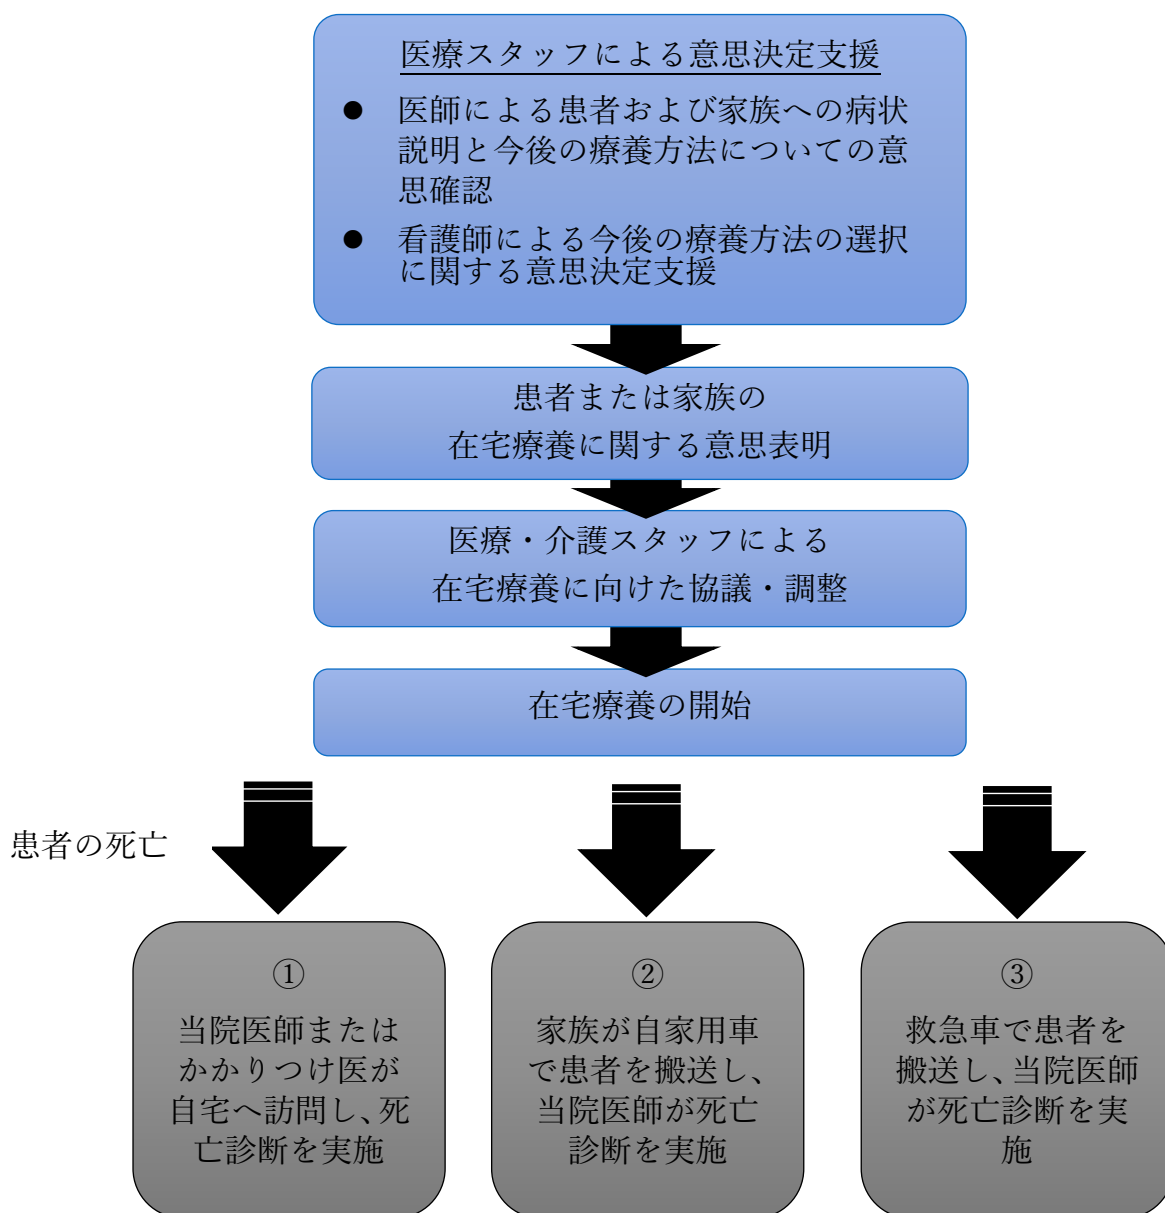 医療スタッフによる意思決定支援
● 医師による患者および家族への病状
説明と今後の療養方法についての意
思確認
● 看護師による今後の療養方法の選択
に関する意思決定支援
患者または家族の
在宅療養に関する意思表明
医療・介護スタッフによる
在宅療養に向けた協議・調整
在宅療養の開始
患者の死亡
①
当院医師または
かかりつけ医が
自宅へ訪問し、死
亡診断を実施
②
家族が自家用車
で患者を搬送し、
当院医師が死亡
診断を実施
③
救急車で患者を
搬送し、当院医師
が死亡診断を実
施